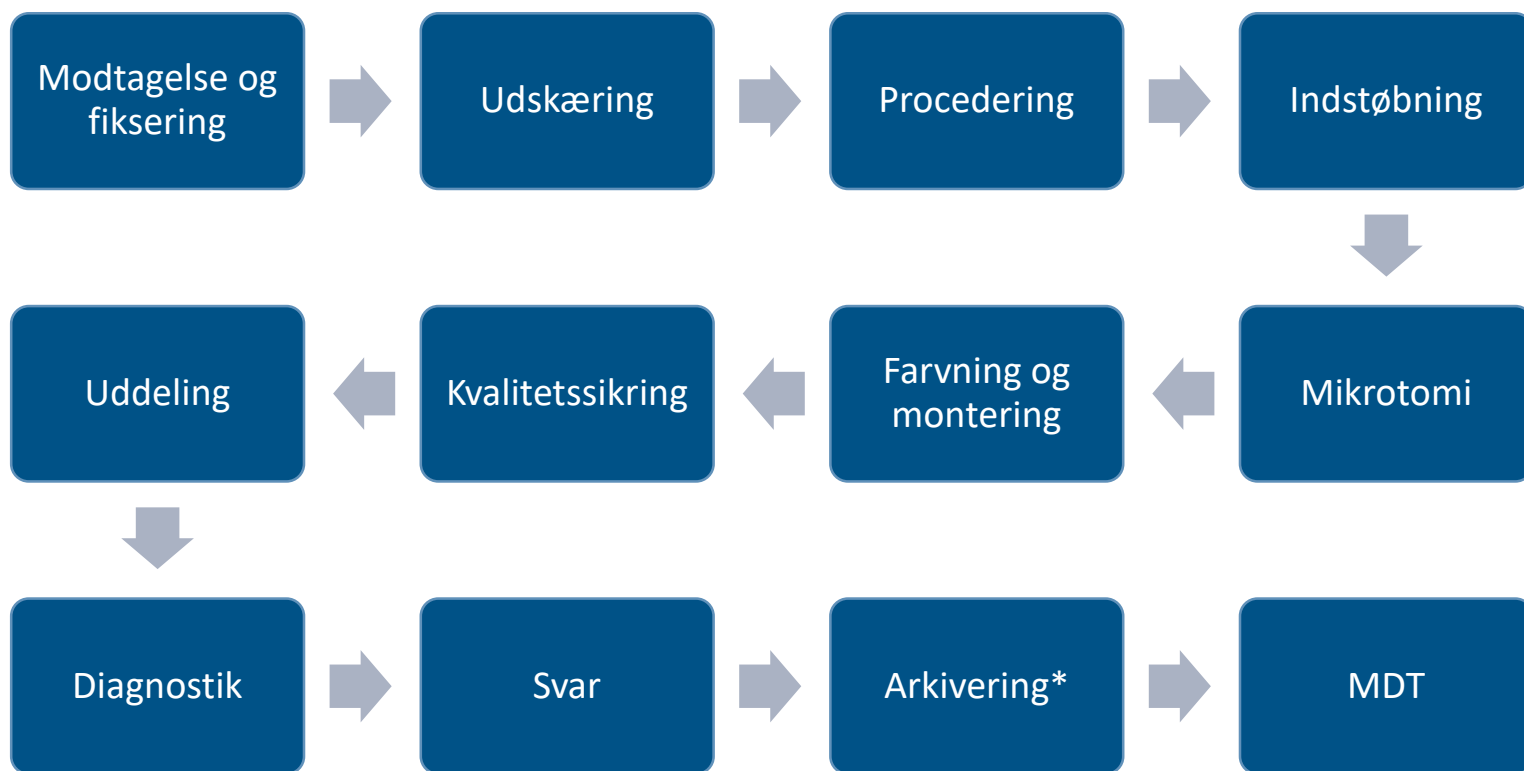 Modtagelse og
fiksering
Udskæring
Procedering
Indstøbning
Mikrotomi
Farvning og
montering
Kvalitetssikring
Uddeling
Diagnostik
Svar
Arkivering*
MDT